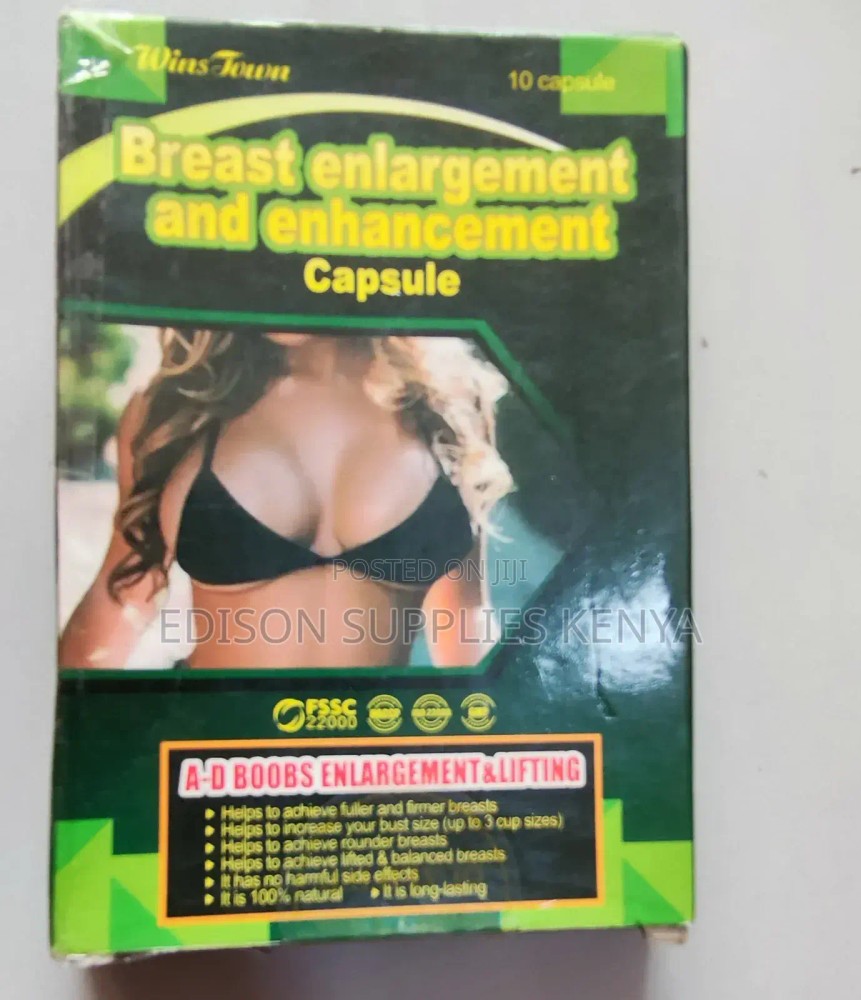 Wins Town
10 capsule
Breast enlargement
and enhancement
Capsule
POSTED ON JIJI
EDISON SUPPLIES KENYA
FSSC
22000
A-D BOOBS ENLARGEMENT&LIFTING
Helps to achieve fuller and firmer breasts
Helps to increase your bust size (up to 3 cup sizes)
Helps to achieve rounder breasts
Helps to achieve lifted & balanced breasts
It has no harmful side effects
It is 100% natural
It is long-lasting